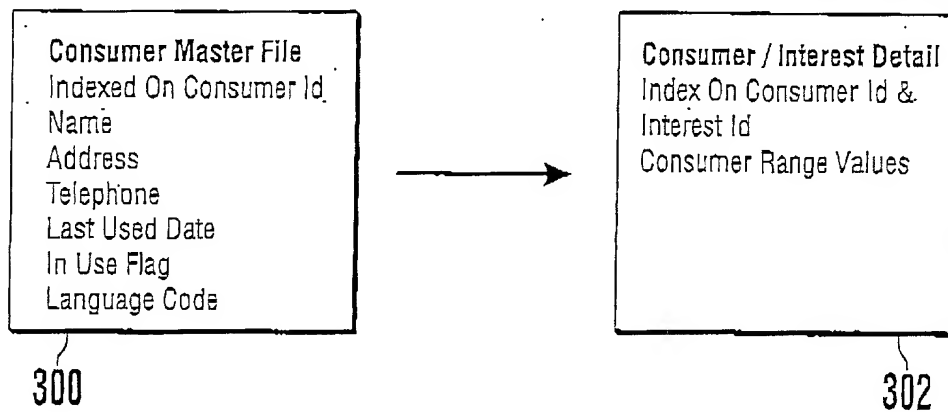 Consumer Master File
Indexed On Consumer Id
Name
Address
Telephone
Last Used Date
In Use Flag
Language Code
300
Consumer / Interest Detail
Index On Consumer Id &
Interest Id
Consumer Range Values
302